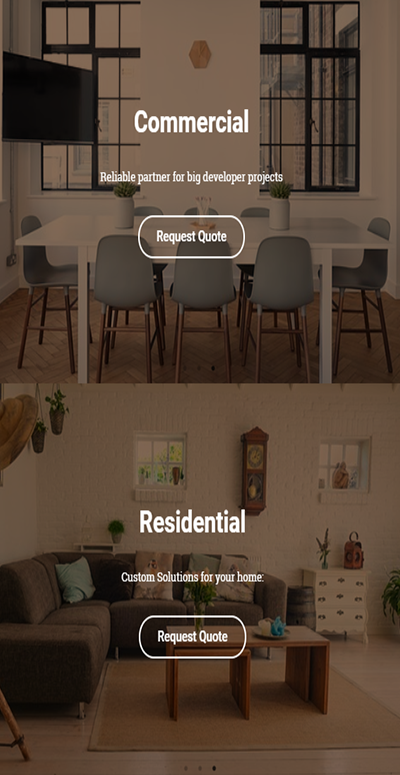 Commercial
Reliable partner for big developer projects
Request Quote
Residential
Custom Solutions for your home:
Request Quote